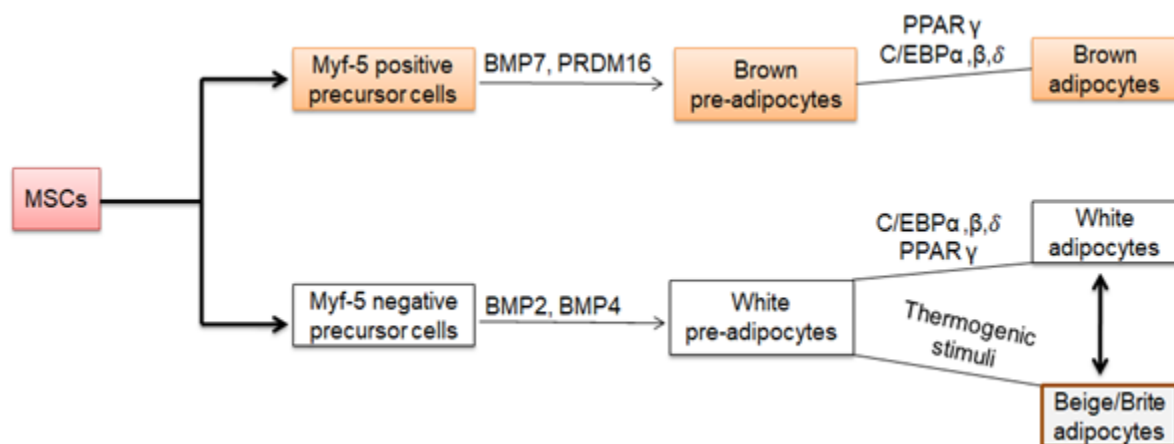 PPAR γ
C/EBPα ,β,δ
Myf-5 positive
precursor cells
BMP7, PRDM16
Brown
pre-adipocytes
Brown
adipocytes
MSCs
C/EBPα ,β,δ
PPAR γ
White
adipocytes
Myf-5 negative
precursor cells
BMP2, BMP4
White
pre-adipocytes
Thermogenic
stimuli
Beige/Brite
adipocytes